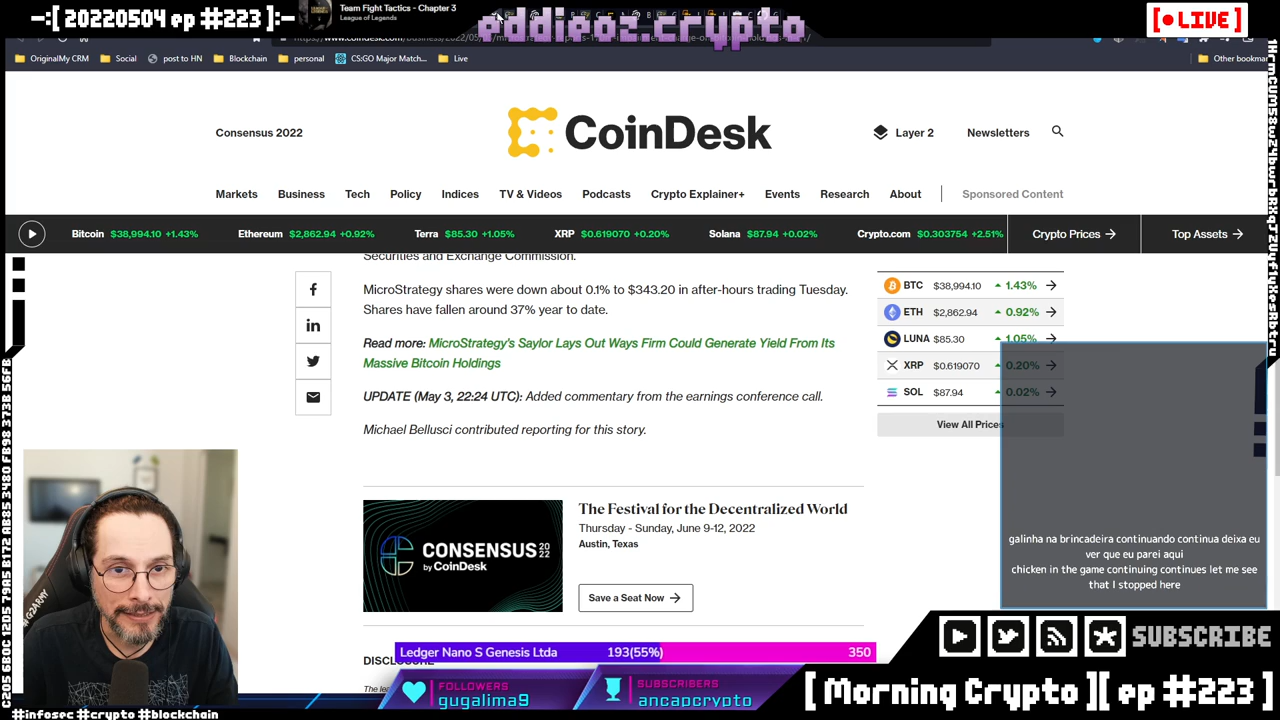 -:[ 20220504 ep #223 ]:-
Team Fight Tactics - Chapter 3
League of Legends
eddieoz crypto
[ LIVE ]
OriginalMy CRM
Social
post to HN
Blockchain
personal
CS:GO Major Match...
Live
Other bookmar
Consensus 2022
CoinDesk
Layer 2
Newsletters
Markets
Business
Tech
Policy
Indices
TV & Videos
Podcasts
Crypto Explainer+
Events
Research
About
Sponsored Content
Bitcoin $38,994.10 +1.43%
Ethereum $2,862.94 +0.92%
Terra $85.30 +1.05%
XRP $0.619070 +0.20%
Solana $87.94 +0.02%
Crypto.com $0.303754 +2.51%
Crypto Prices →
Top Assets →
Securities and Exchange Commission.
MicroStrategy shares were down about 0.1% to $343.20 in after-hours trading Tuesday.
Shares have fallen around 37% year to date.
Read more: MicroStrategy's Saylor Lays Out Ways Firm Could Generate Yield From Its
Massive Bitcoin Holdings
UPDATE (May 3, 22:24 UTC): Added commentary from the earnings conference call.
Michael Bellusci contributed reporting for this story.
BTC $38,994.10 1.43%
ETH $2,862.94 0.92%
LUNA $85.30 1.05%
XRP $0.619070 0.20%
SOL $87.94 0.02%
View All Prices
galinha na brincadeira continuando continua deixa eu
ver que eu parei aqui
chicken in the game continuing continues let me see
that I stopped here
CONSENSUS 2022
by CoinDesk
The Festival for the Decentralized World
Thursday - Sunday, June 9-12, 2022
Austin, Texas
Save a Seat Now →
DISCLOSURE
Ledger Nano S Genesis Ltda 193(55%) 350
FOLLOWERS
gugalima9
SUBSCRIBERS
ancapcrypto
SUBSCRIBE
[ Morning Crypto ][ ep #223 ]
#infosec #crypto #blockchain